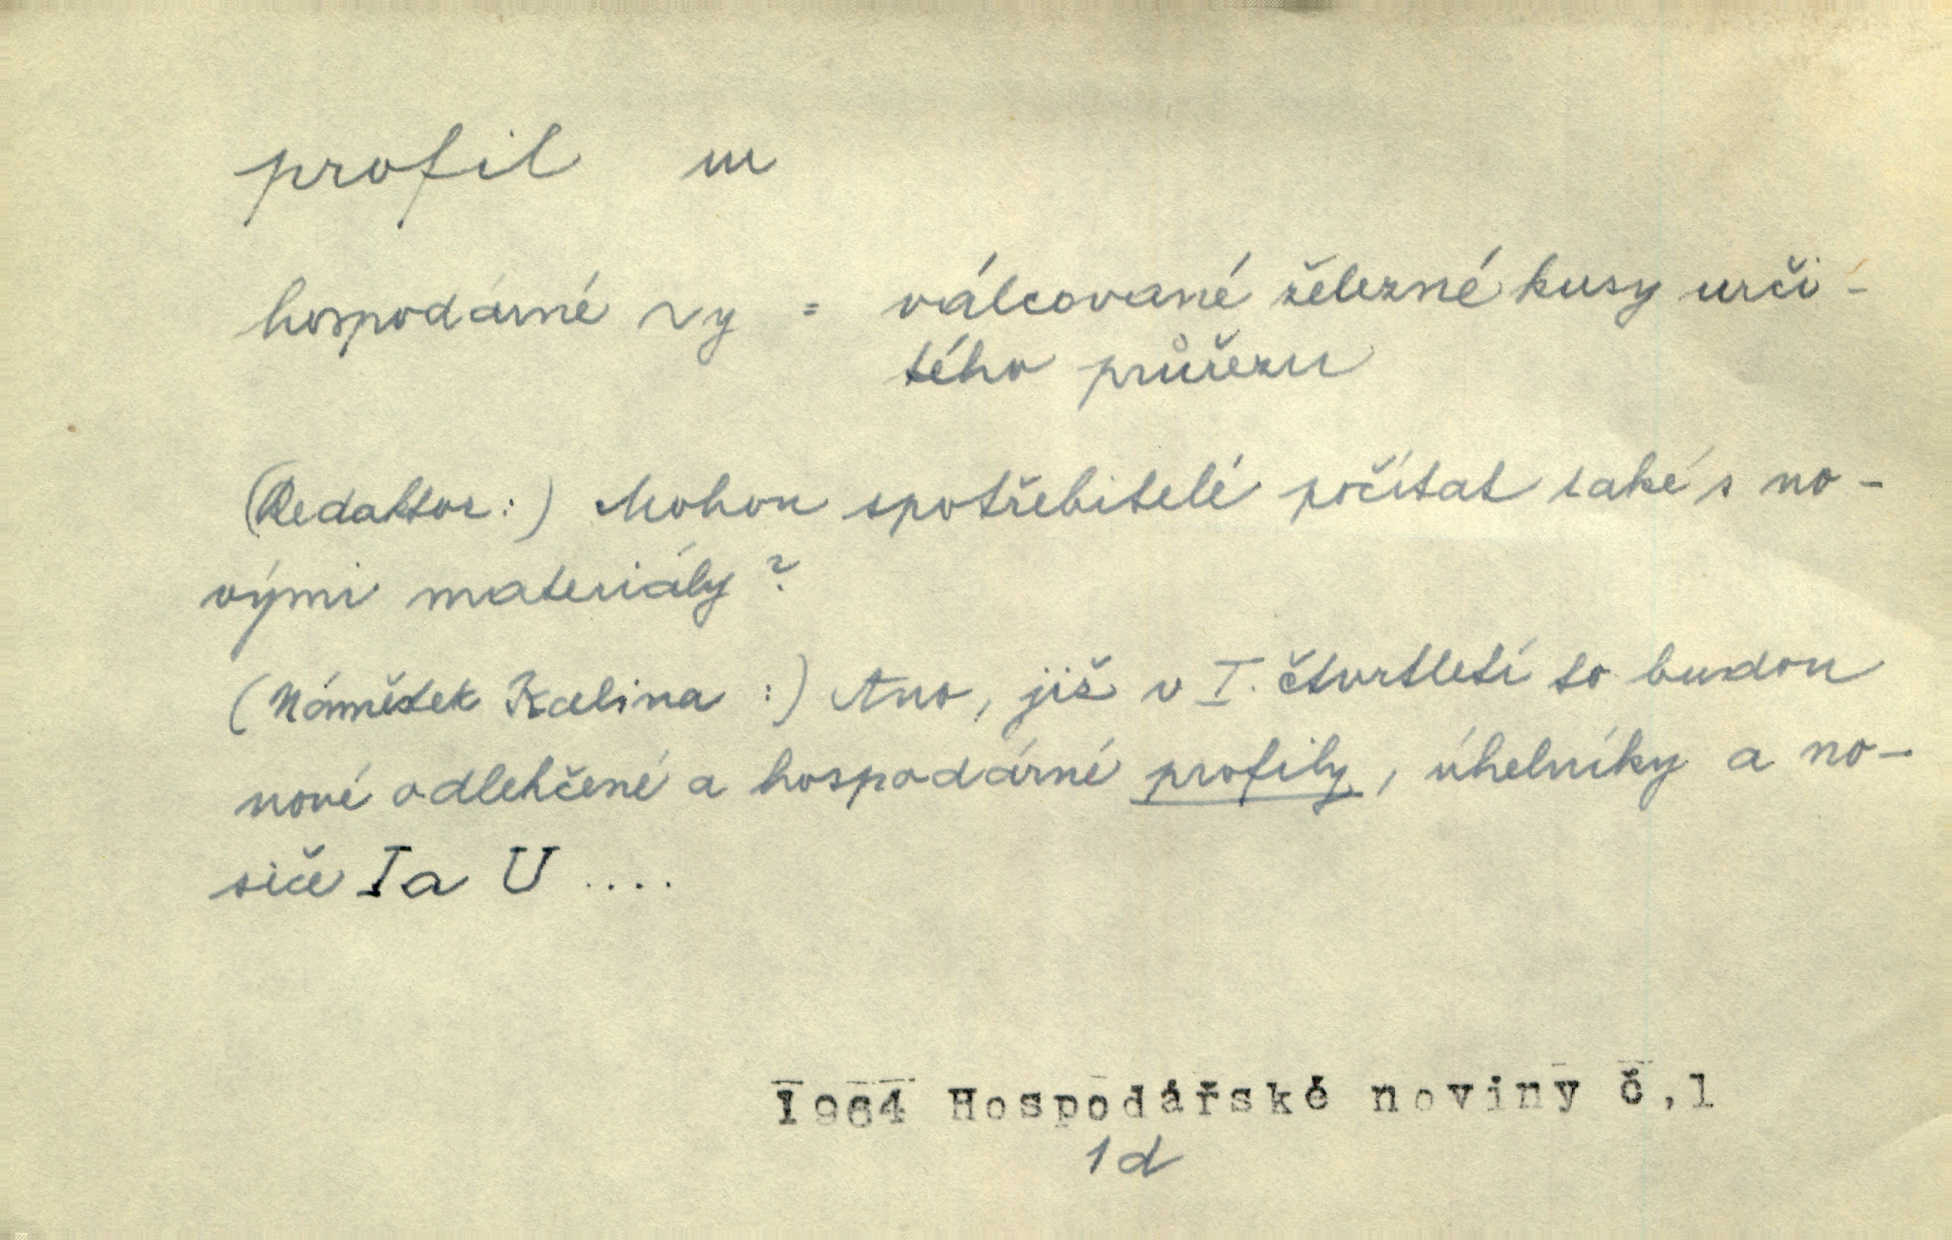 profil m
hospodárné ~y = válcované železné kusy urči-
tého průřezu
(Redaktor:) Mohou spotřebitelé počítat také s no-
vými materiály?
(Náměstek Kalina:) Ano, již v I. čtvrtletí to budou
nové odlehčené a hospodárné profily, úhelníky a no-
siče I a U ....
1964 Hospodářské noviny č,1
1d